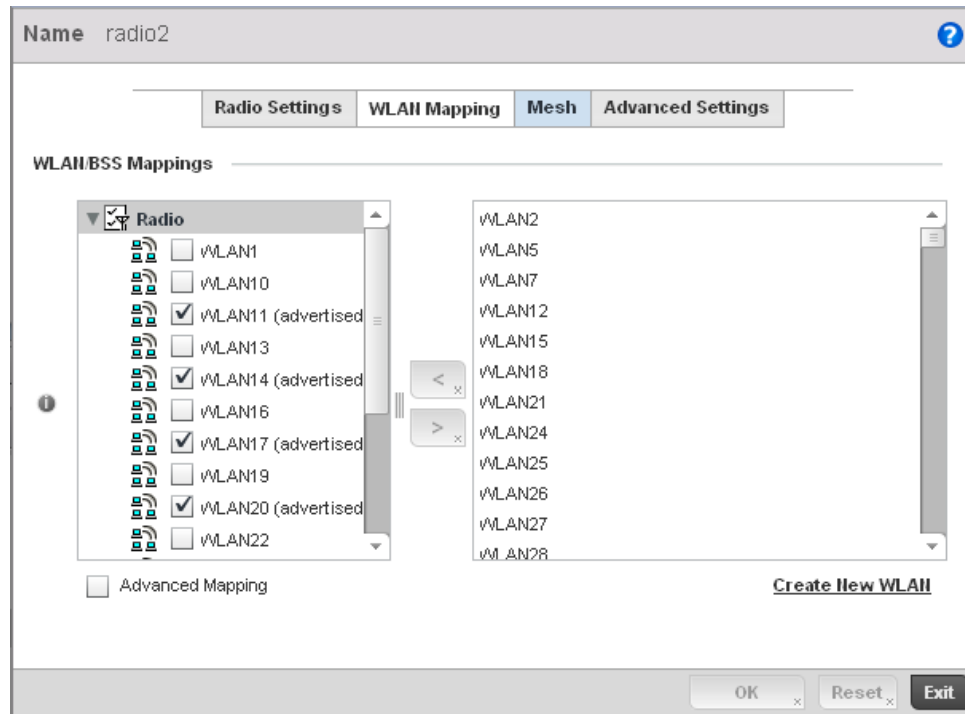 Name radio2
Radio Settings WLAN Mapping Mesh Advanced Settings
WLAN/BSS Mappings
Radio
WLAN1
WLAN10
WLAN11 (advertised
WLAN13
WLAN14 (advertised
WLAN16
WLAN17 (advertised
WLAN19
WLAN20 (advertised
WLAN22
<
>
WLAN2
WLAN5
WLAN7
WLAN12
WLAN15
WLAN18
WLAN21
WLAN24
WLAN25
WLAN26
WLAN27
WLAN28
Advanced Mapping
Create New WLAN
OK Reset Exit